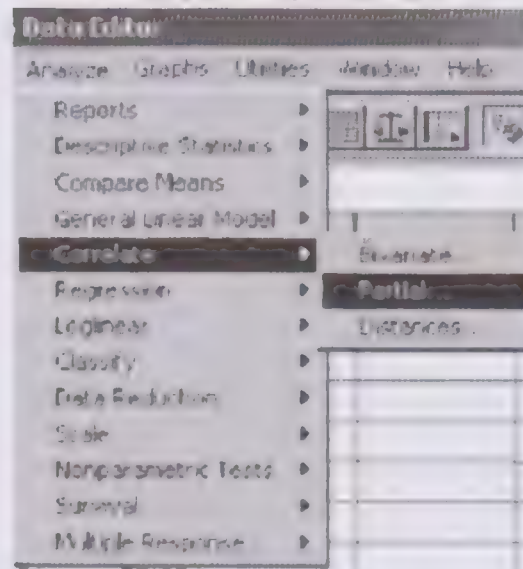 Data Editor
Analyze Graphs Utilities Window Help
Reports
Descriptive Statistics
Compare Means
General Linear Model
Correlate
Bivariate...
Regression
Partial...
Loglinear
Distances...
Classify
Data Reduction
Scale
Nonparametric Tests
Survival
Multiple Response